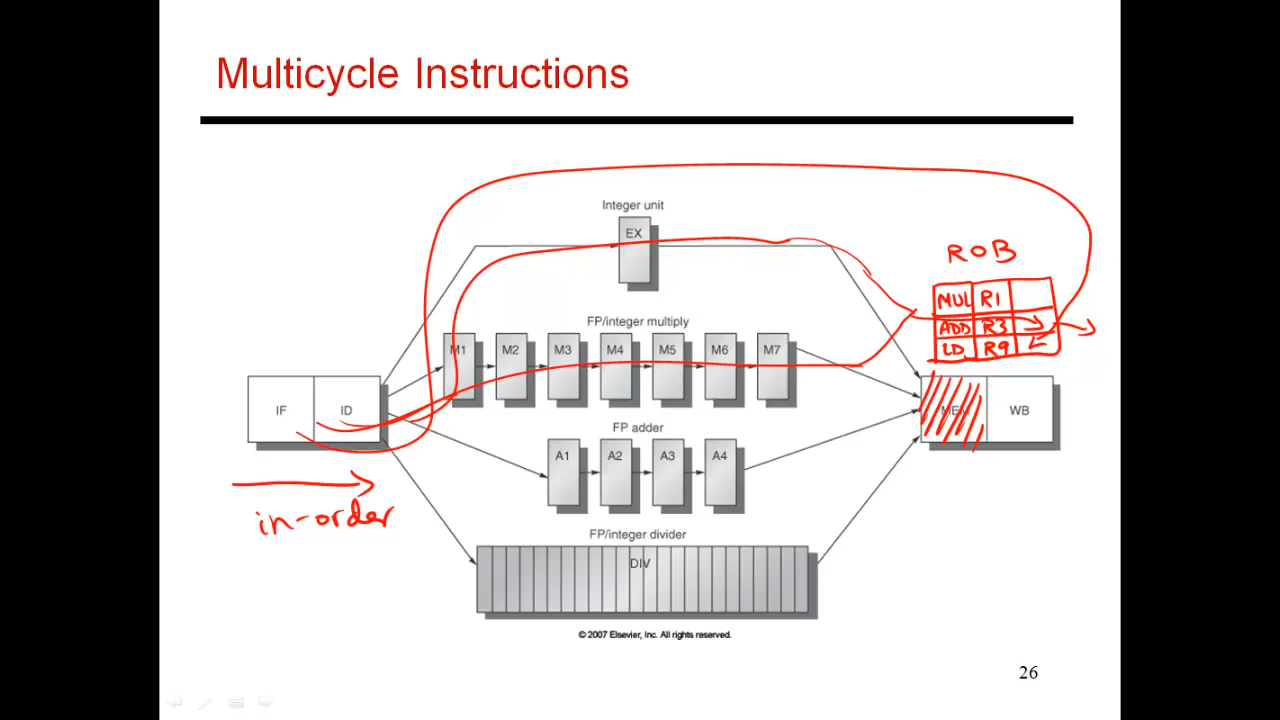 Multicycle Instructions
Integer unit
EX
ROB
MUL R1
ADD R3
LD R9
FP/integer multiply
M1 M2 M3 M4 M5 M6 M7
IF ID
MEM WB
FP adder
A1 A2 A3 A4
in-order
FP/integer divider
DIV
© 2007 Elsevier, Inc. All rights reserved.
26